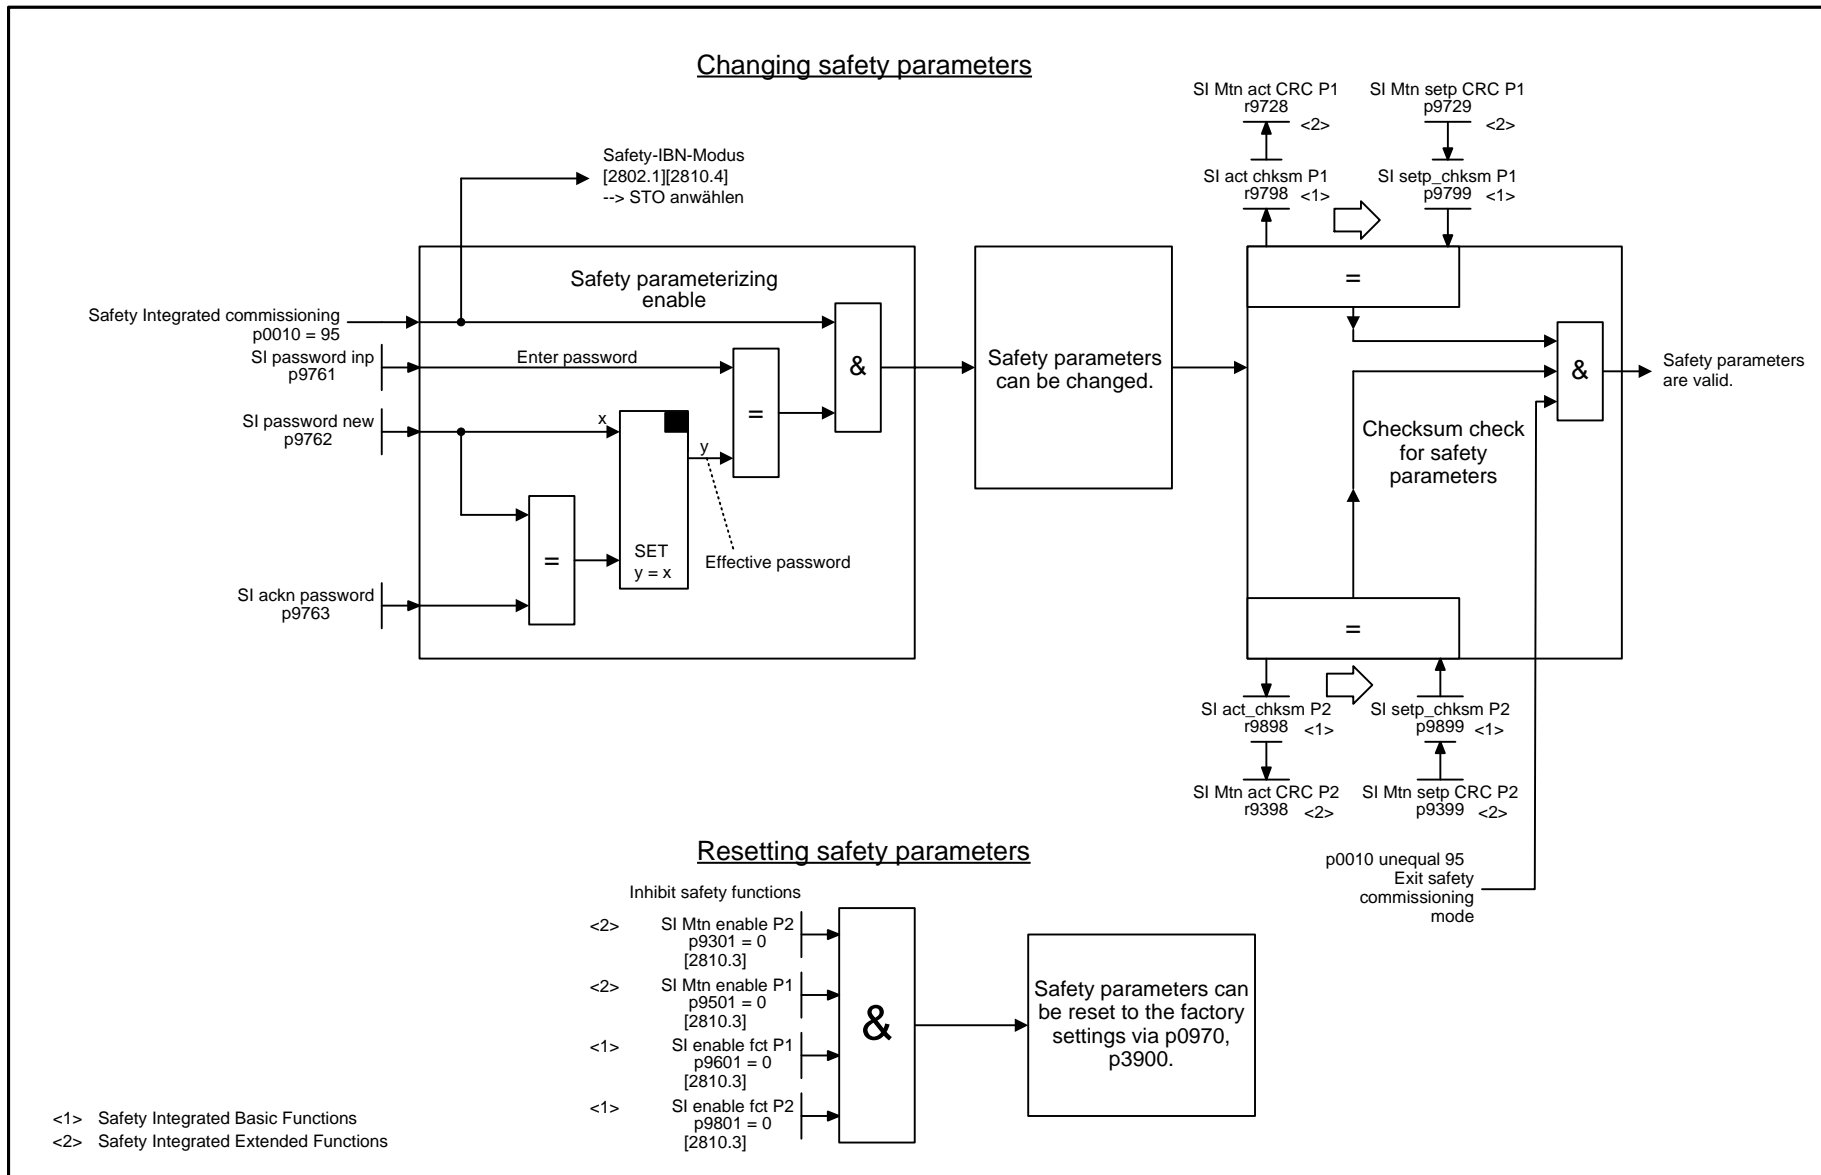 Changing safety parameters
SI Mtn act CRC P1
r9728
<2>
SI Mtn setp CRC P1
p9729
<2>
Safety-IBN-Modus
[2802.1][2810.4]
--> STO anwählen
SI act chksm P1
r9798
<1>
SI setp_chksm P1
p9799
<1>
Safety parameterizing
enable
=
Safety Integrated commissioning
p0010 = 95
SI password inp
p9761
Enter password
&
Safety parameters
can be changed.
&
Safety parameters
are valid.
SI password new
p9762
x
=
y
Checksum check
for safety
parameters
=
SET
y = x
Effective password
SI ackn password
p9763
=
SI act_chksm P2
r9898
<1>
SI setp_chksm P2
p9899
<1>
SI Mtn act CRC P2
r9398
<2>
SI Mtn setp CRC P2
p9399
<2>
p0010 unequal 95
Exit safety
commissioning
mode
Resetting safety parameters
Inhibit safety functions
<2>
SI Mtn enable P2
p9301 = 0
[2810.3]
<2>
SI Mtn enable P1
p9501 = 0
[2810.3]
<1>
SI enable fct P1
p9601 = 0
[2810.3]
<1>
SI enable fct P2
p9801 = 0
[2810.3]
&
Safety parameters can
be reset to the factory
settings via p0970,
p3900.
<1> Safety Integrated Basic Functions
<2> Safety Integrated Extended Functions